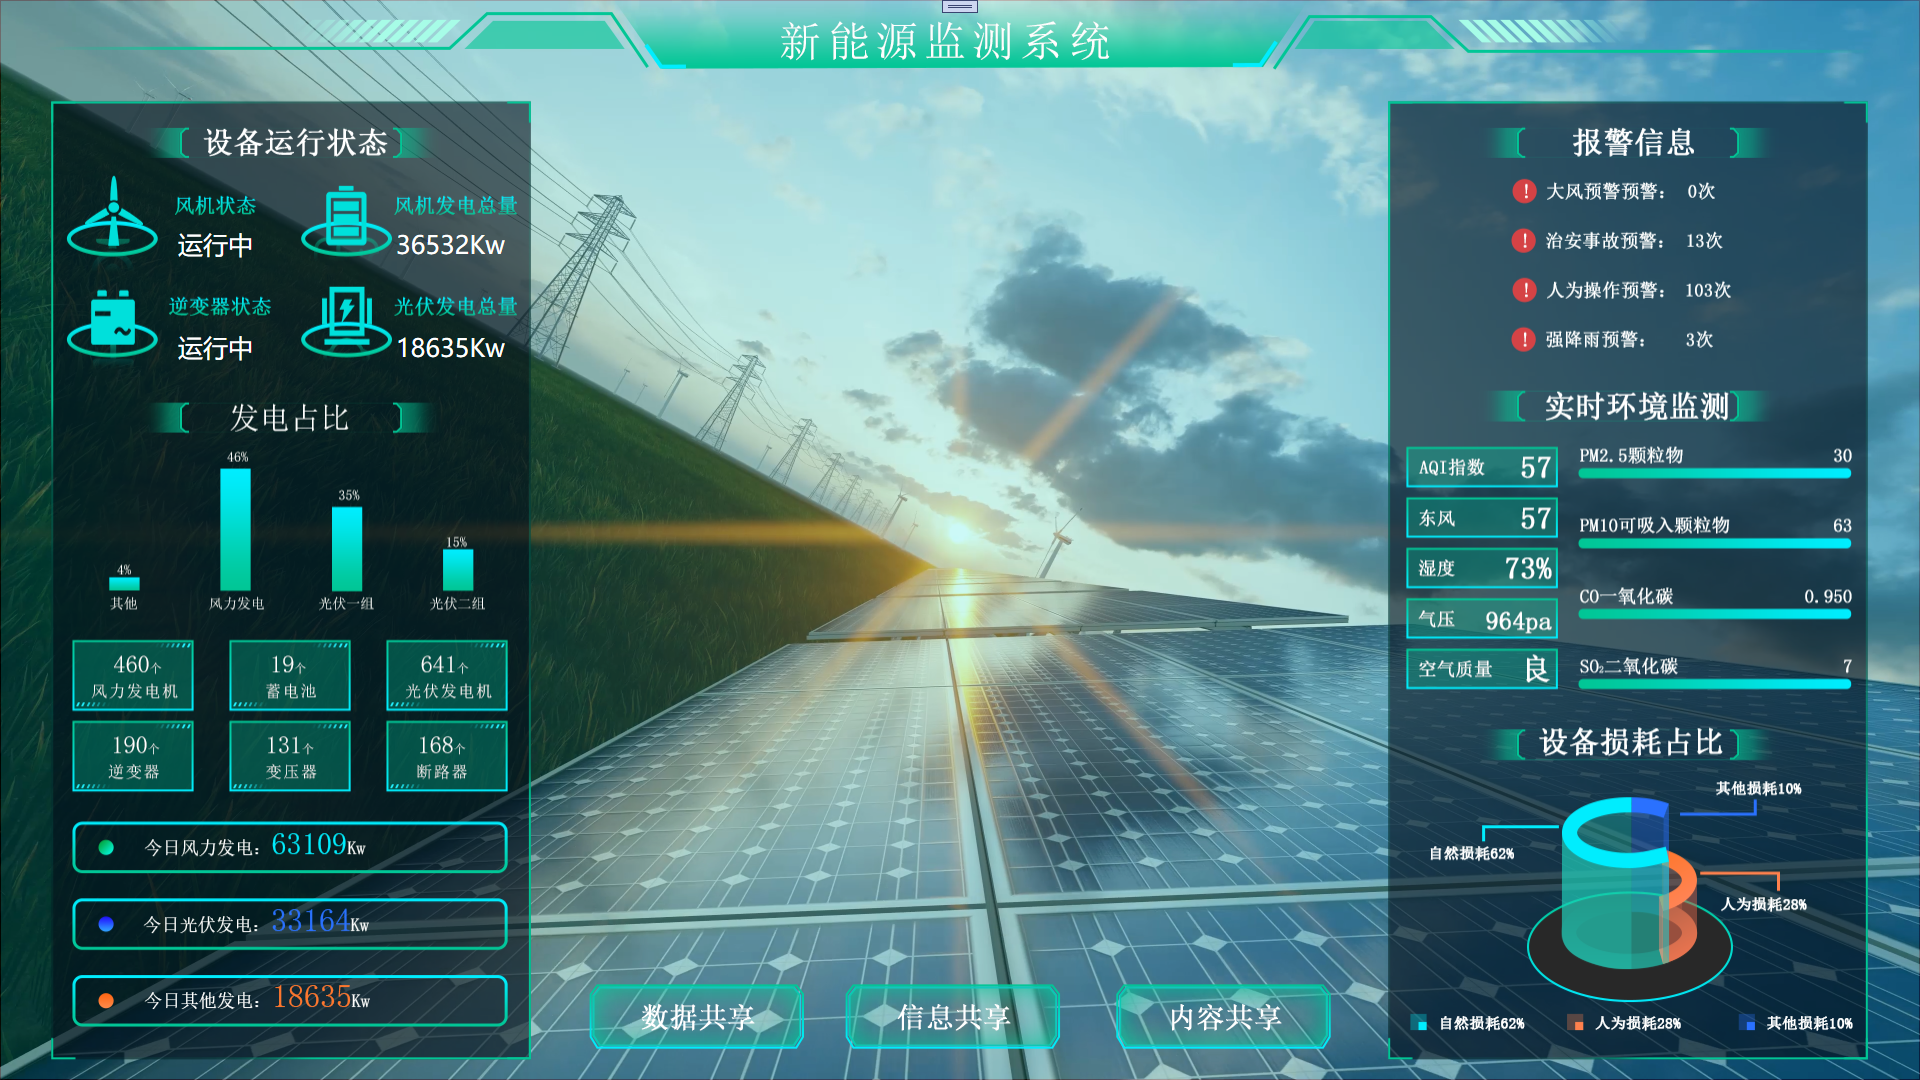 新能源监测系统
设备运行状态
风机状态
运行中
风机发电总量
36532Kw
逆变器状态
运行中
光伏发电总量
18635Kw
发电占比
46%
35%
15%
4%
其他
风力发电
光伏一组
光伏二组
460个
风力发电机
19个
蓄电池
641个
光伏发电机
190个
逆变器
131个
变压器
168个
断路器
今日风力发电：63109Kw
今日光伏发电：33164Kw
今日其他发电：18635Kw
数据共享
信息共享
内容共享
报警信息
大风预警预警： 0次
治安事故预警： 13次
人为操作预警： 103次
强降雨预警： 3次
实时环境监测
AQI指数 57
东风 57
湿度 73%
气压 964pa
空气质量 良
PM2.5颗粒物 30
PM10可吸入颗粒物 63
CO一氧化碳 0.950
SO₂二氧化碳 7
设备损耗占比
其他损耗10%
自然损耗62%
人为损耗28%
自然损耗62%
人为损耗28%
其他损耗10%